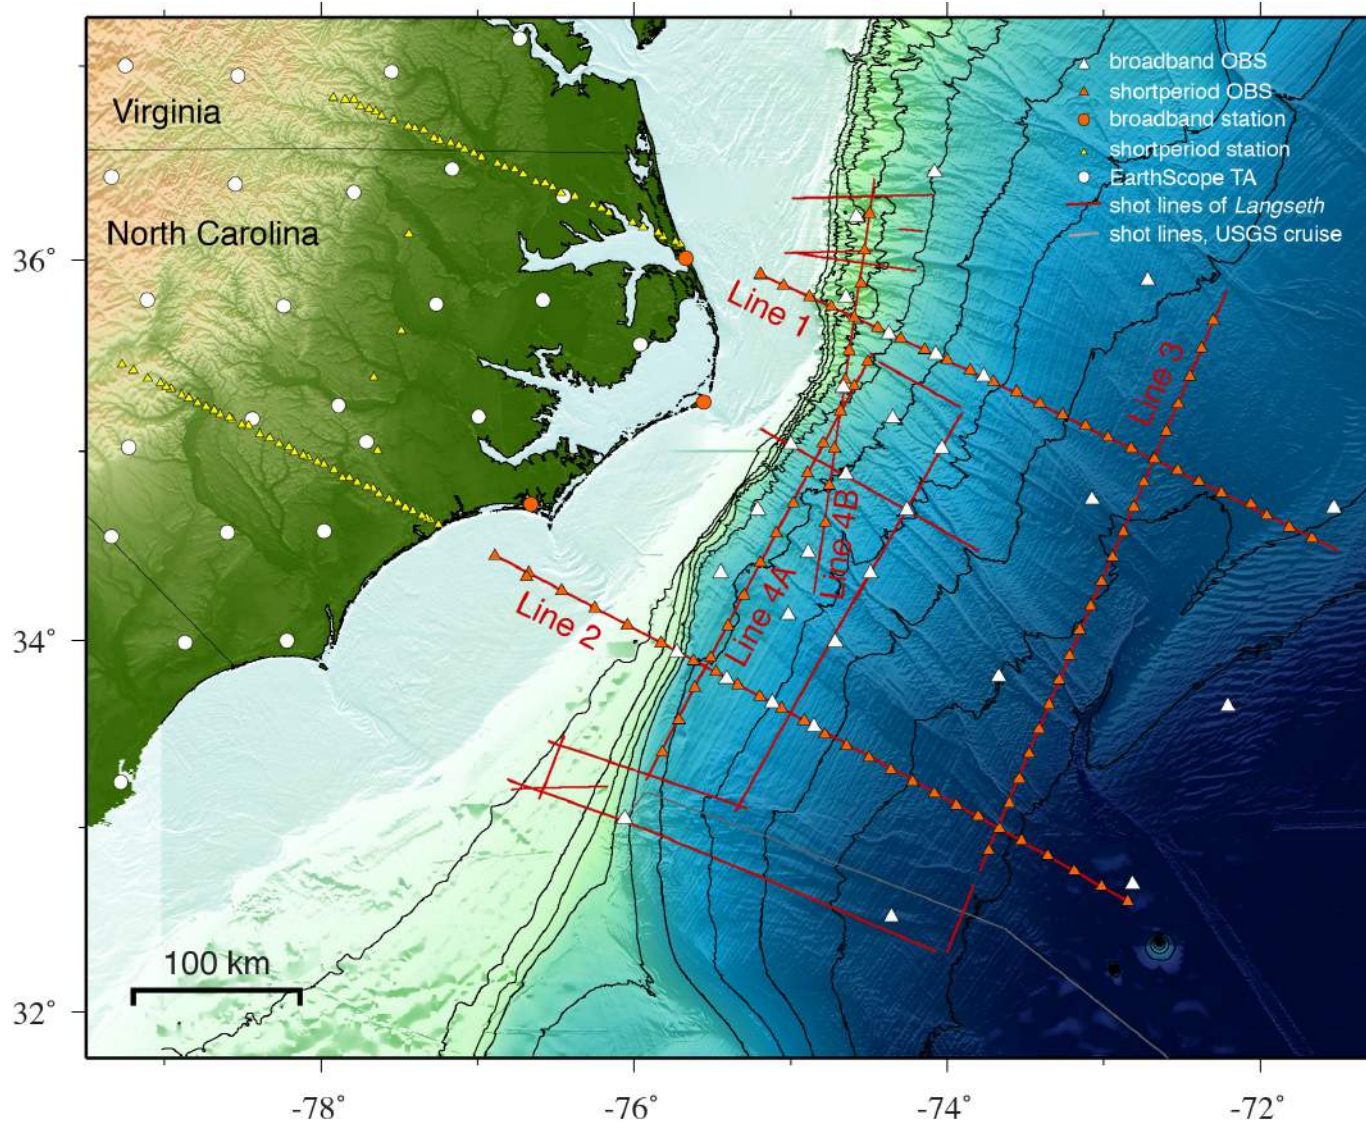 broadband OBS
shortperiod OBS
broadband station
shortperiod station
EarthScope TA
shot lines of Langseth
shot lines, USGS cruise
Virginia
North Carolina
36°
Line 1
Line 3
Line 4B
Line 4A
Line 2
34°
100 km
32°
-78°
-76°
-74°
-72°